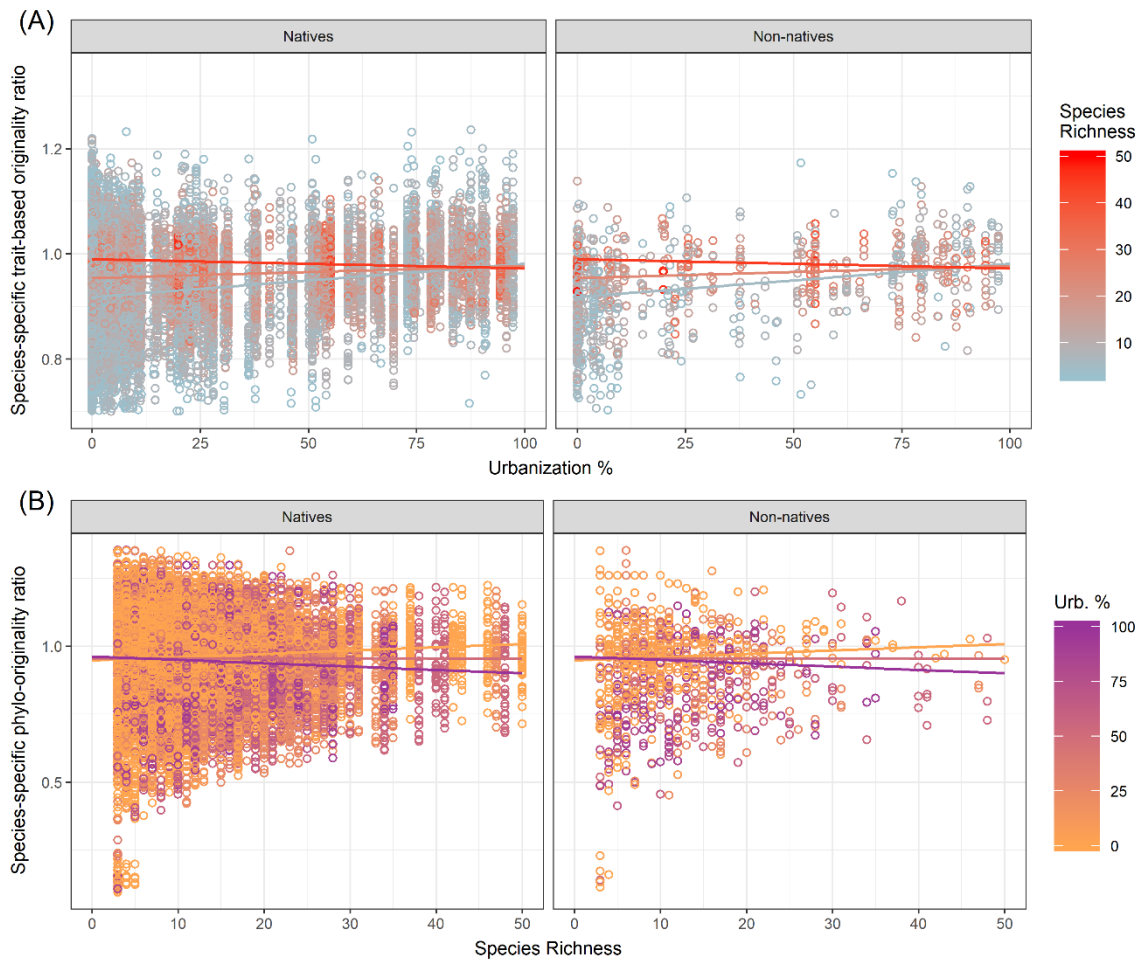 (A)
Natives
Non-natives
Species-specific trait-based originality ratio
1.2
1.0
0.8
0
25
50
75
100
0
25
50
75
100
Urbanization %
Species
Richness
50
40
30
20
10
(B)
Natives
Non-natives
Species-specific phylo-originality ratio
1.0
0.5
0
10
20
30
40
50
0
10
20
30
40
50
Species Richness
Urb. %
100
75
50
25
0